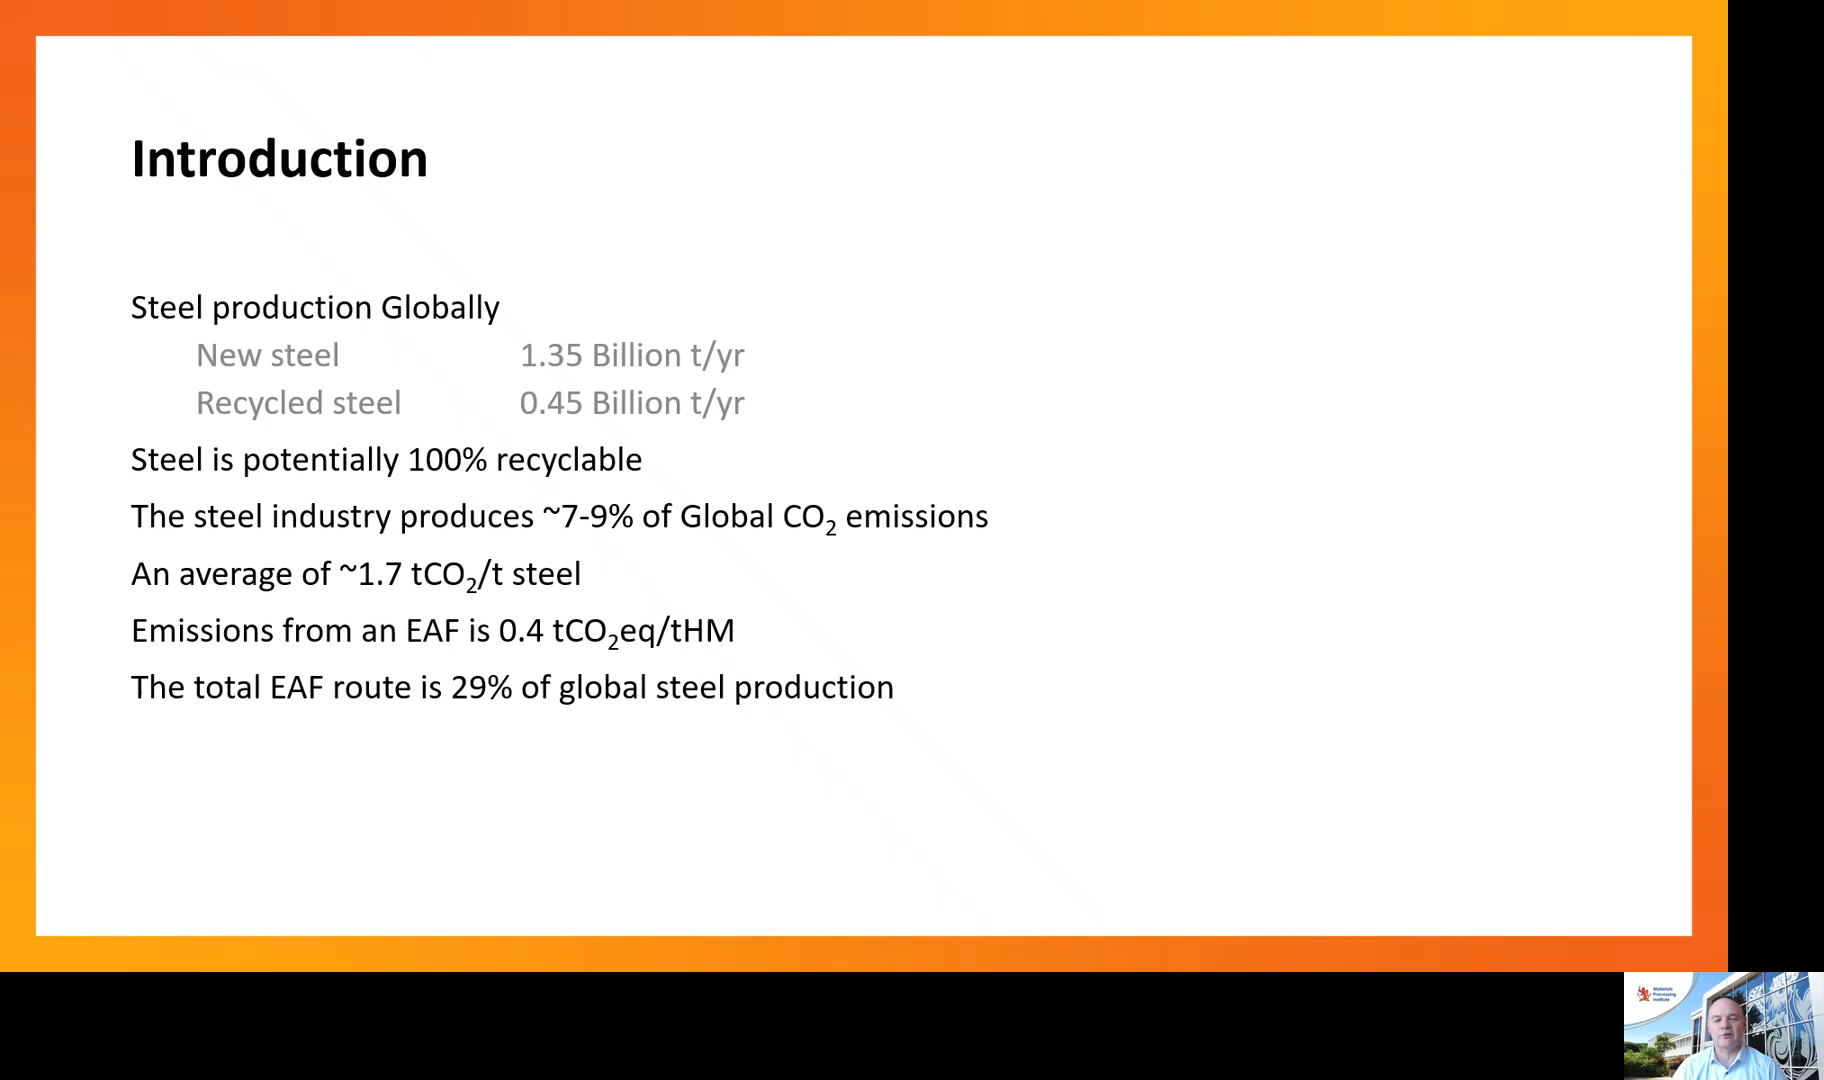 Introduction
Steel production Globally
New steel 1.35 Billion t/yr
Recycled steel 0.45 Billion t/yr
Steel is potentially 100% recyclable
The steel industry produces ~7-9% of Global CO₂ emissions
An average of ~1.7 tCO₂/t steel
Emissions from an EAF is 0.4 tCO₂eq/tHM
The total EAF route is 29% of global steel production
Materials
Processing
Institute